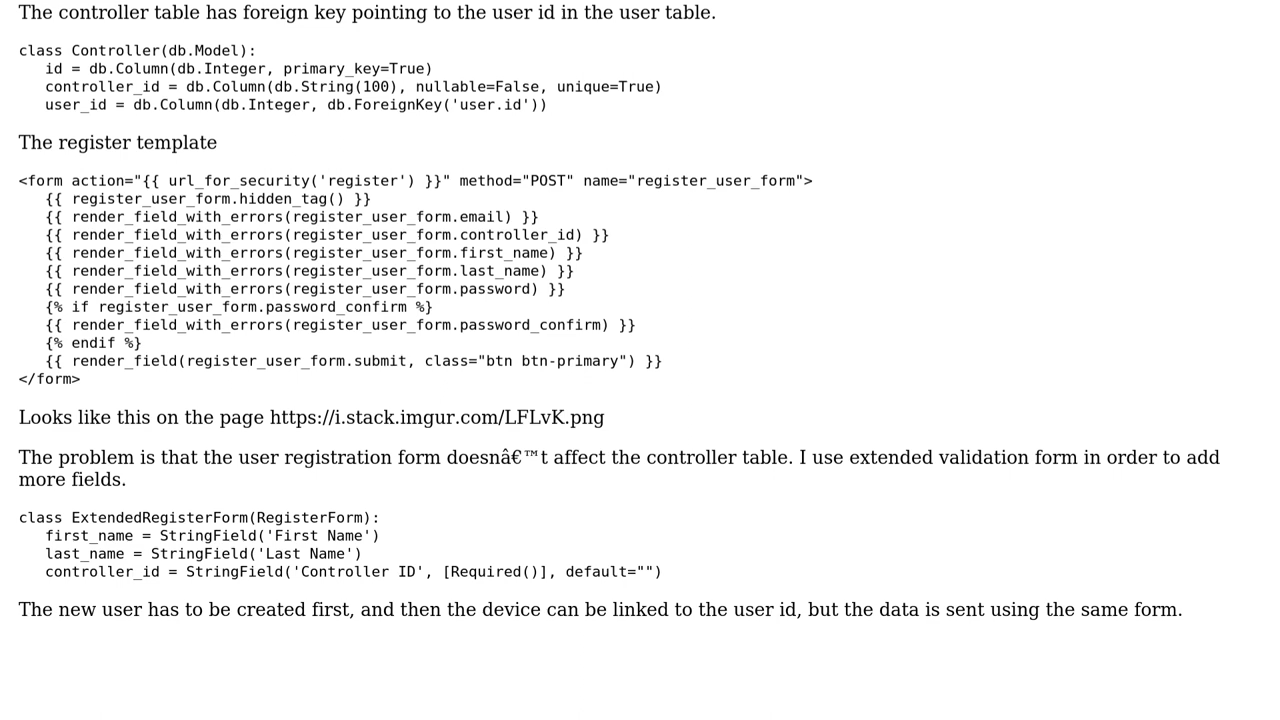 The controller table has foreign key pointing to the user id in the user table.
class Controller(db.Model):
   id = db.Column(db.Integer, primary_key=True)
   controller_id = db.Column(db.String(100), nullable=False, unique=True)
   user_id = db.Column(db.Integer, db.ForeignKey('user.id'))
The register template
<form action="{{ url_for_security('register') }}" method="POST" name="register_user_form">
   {{ register_user_form.hidden_tag() }}
   {{ render_field_with_errors(register_user_form.email) }}
   {{ render_field_with_errors(register_user_form.controller_id) }}
   {{ render_field_with_errors(register_user_form.first_name) }}
   {{ render_field_with_errors(register_user_form.last_name) }}
   {{ render_field_with_errors(register_user_form.password) }}
   {% if register_user_form.password_confirm %}
   {{ render_field_with_errors(register_user_form.password_confirm) }}
   {% endif %}
   {{ render_field(register_user_form.submit, class="btn btn-primary") }}
</form>
Looks like this on the page https://i.stack.imgur.com/LFLvK.png
The problem is that the user registration form doesnâ€™t affect the controller table. I use extended validation form in order to add
more fields.
class ExtendedRegisterForm(RegisterForm):
   first_name = StringField('First Name')
   last_name = StringField('Last Name')
   controller_id = StringField('Controller ID', [Required()], default="")
The new user has to be created first, and then the device can be linked to the user id, but the data is sent using the same form.